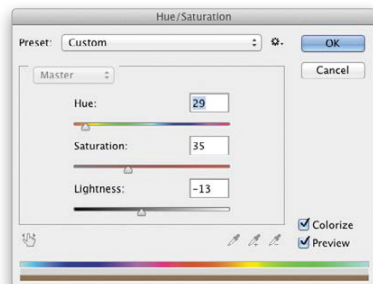 Hue/Saturation
Preset: Custom
OK
Cancel
Master
Hue: 29
Saturation: 35
Lightness: -13
Colorize
Preview